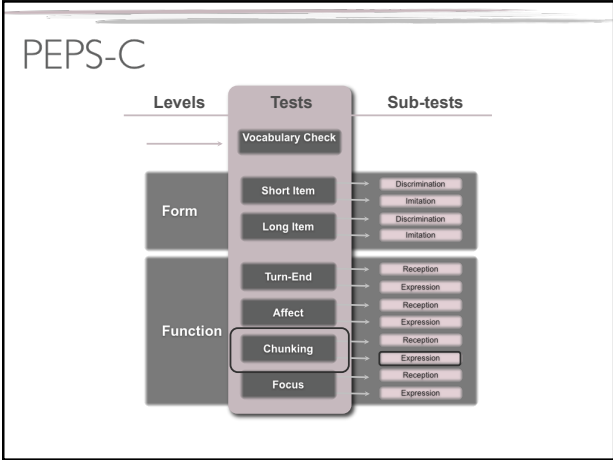 PEPS-C
Levels Tests Sub-tests
Vocabulary Check
Form
Short Item
Discrimination
Imitation
Long Item
Discrimination
Imitation
Function
Turn-End
Reception
Expression
Affect
Reception
Expression
Chunking
Reception
Expression
Focus
Reception
Expression